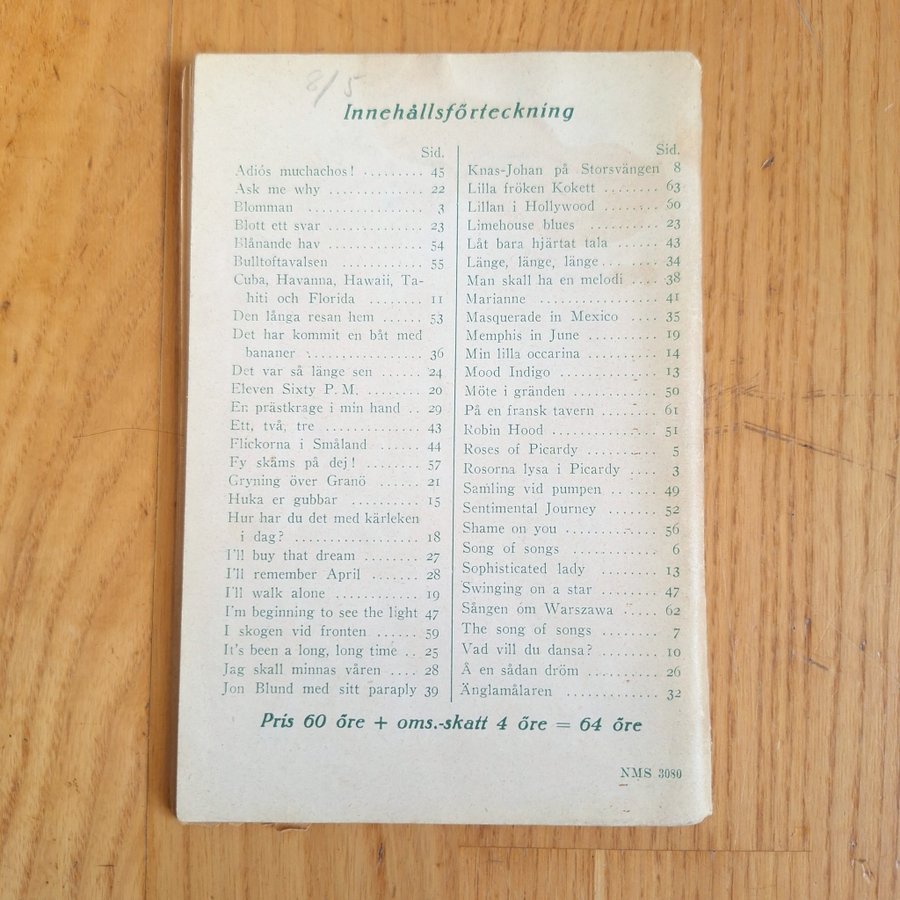 8/5
Innehållsförteckning
Sid.
Adiós muchachos! ........ 45
Ask me why ............. 22
Blomman ............... 3
Blott ett svar ............ 23
Blånande hav ............ 54
Bulltoftavalsen ........... 55
Cuba, Havanna, Hawaii, Ta-
hiti och Florida ........ 11
Den långa resan hem ...... 53
Det har kommit en båt med
bananer ................ 36
Det var så länge sen ...... 24
Eleven Sixty P. M. ........ 20
En prästkrage i min hand .. 29
Ett, två, tre ............. 43
Flickorna i Småland ...... 44
Fy skäms på dej! ........ 57
Gryning över Granö ...... 21
Huka er gubbar .......... 15
Hur har du det med kärleken
i dag? ................. 18
I'll buy that dream ........ 27
I'll remember April ....... 28
I'll walk alone ........... 19
I'm beginning to see the light 47
I skogen vid fronten ...... 59
It's been a long, long time .. 25
Jag skall minnas våren .... 28
Jon Blund med sitt paraply 39
Sid.
Knas-Johan på Storsvängen 8
Lilla fröken Kokett ........ 63
Lillan i Hollywood ........ 60
Limehouse blues .......... 23
Låt bara hjärtat tala ...... 43
Länge, länge, länge........ 34
Man skall ha en melodi .... 38
Marianne ................ 41
Masquerade in Mexico .... 35
Memphis in June .......... 19
Min lilla occarina ........ 14
Mood Indigo ............. 13
Möte i gränden ........... 50
På en fransk tavern ........ 61
Robin Hood .............. 51
Roses of Picardy .......... 5
Rosorna lysa i Picardy .... 3
Samling vid pumpen ...... 49
Sentimental Journey ...... 52
Shame on you ............ 56
Song of songs ........... 6
Sophisticated lady ........ 13
Swinging on a star ........ 47
Sången om Warszawa .... 62
The song of songs ........ 7
Vad vill du dansa? ........ 10
Å en sådan dröm ......... 26
Änglamålaren ............ 32
Pris 60 öre + oms.-skatt 4 öre = 64 öre
NMS 3080